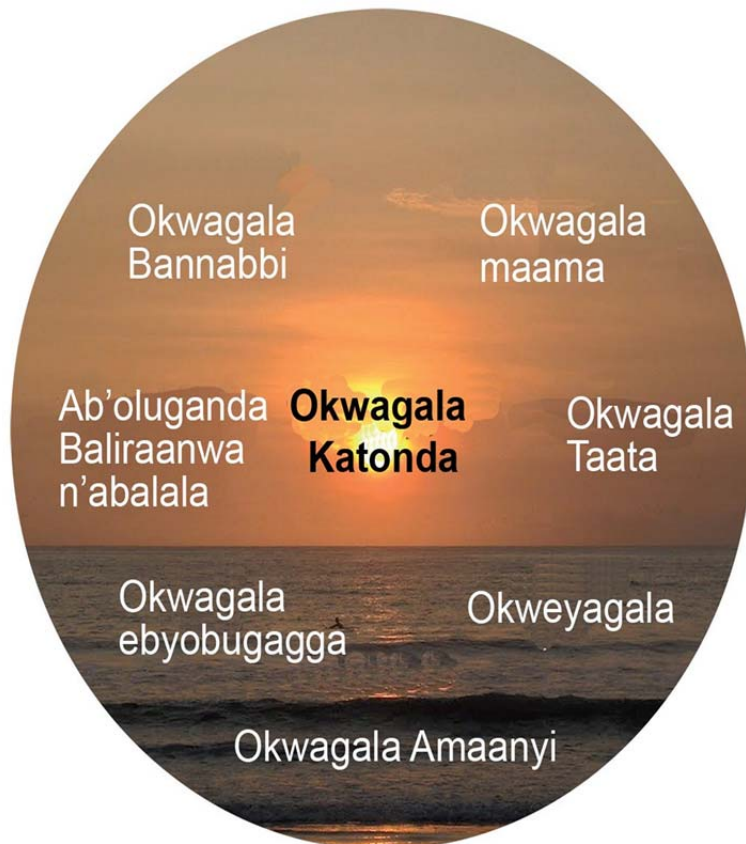 Okwagala
Bannabbi
Okwagala
maama
Ab’oluganda
Baliraanwa
n’abalala
Okwagala
Katonda
Okwagala
Taata
Okwagala
ebyobugagga
Okweyagala
Okwagala Amaanyi